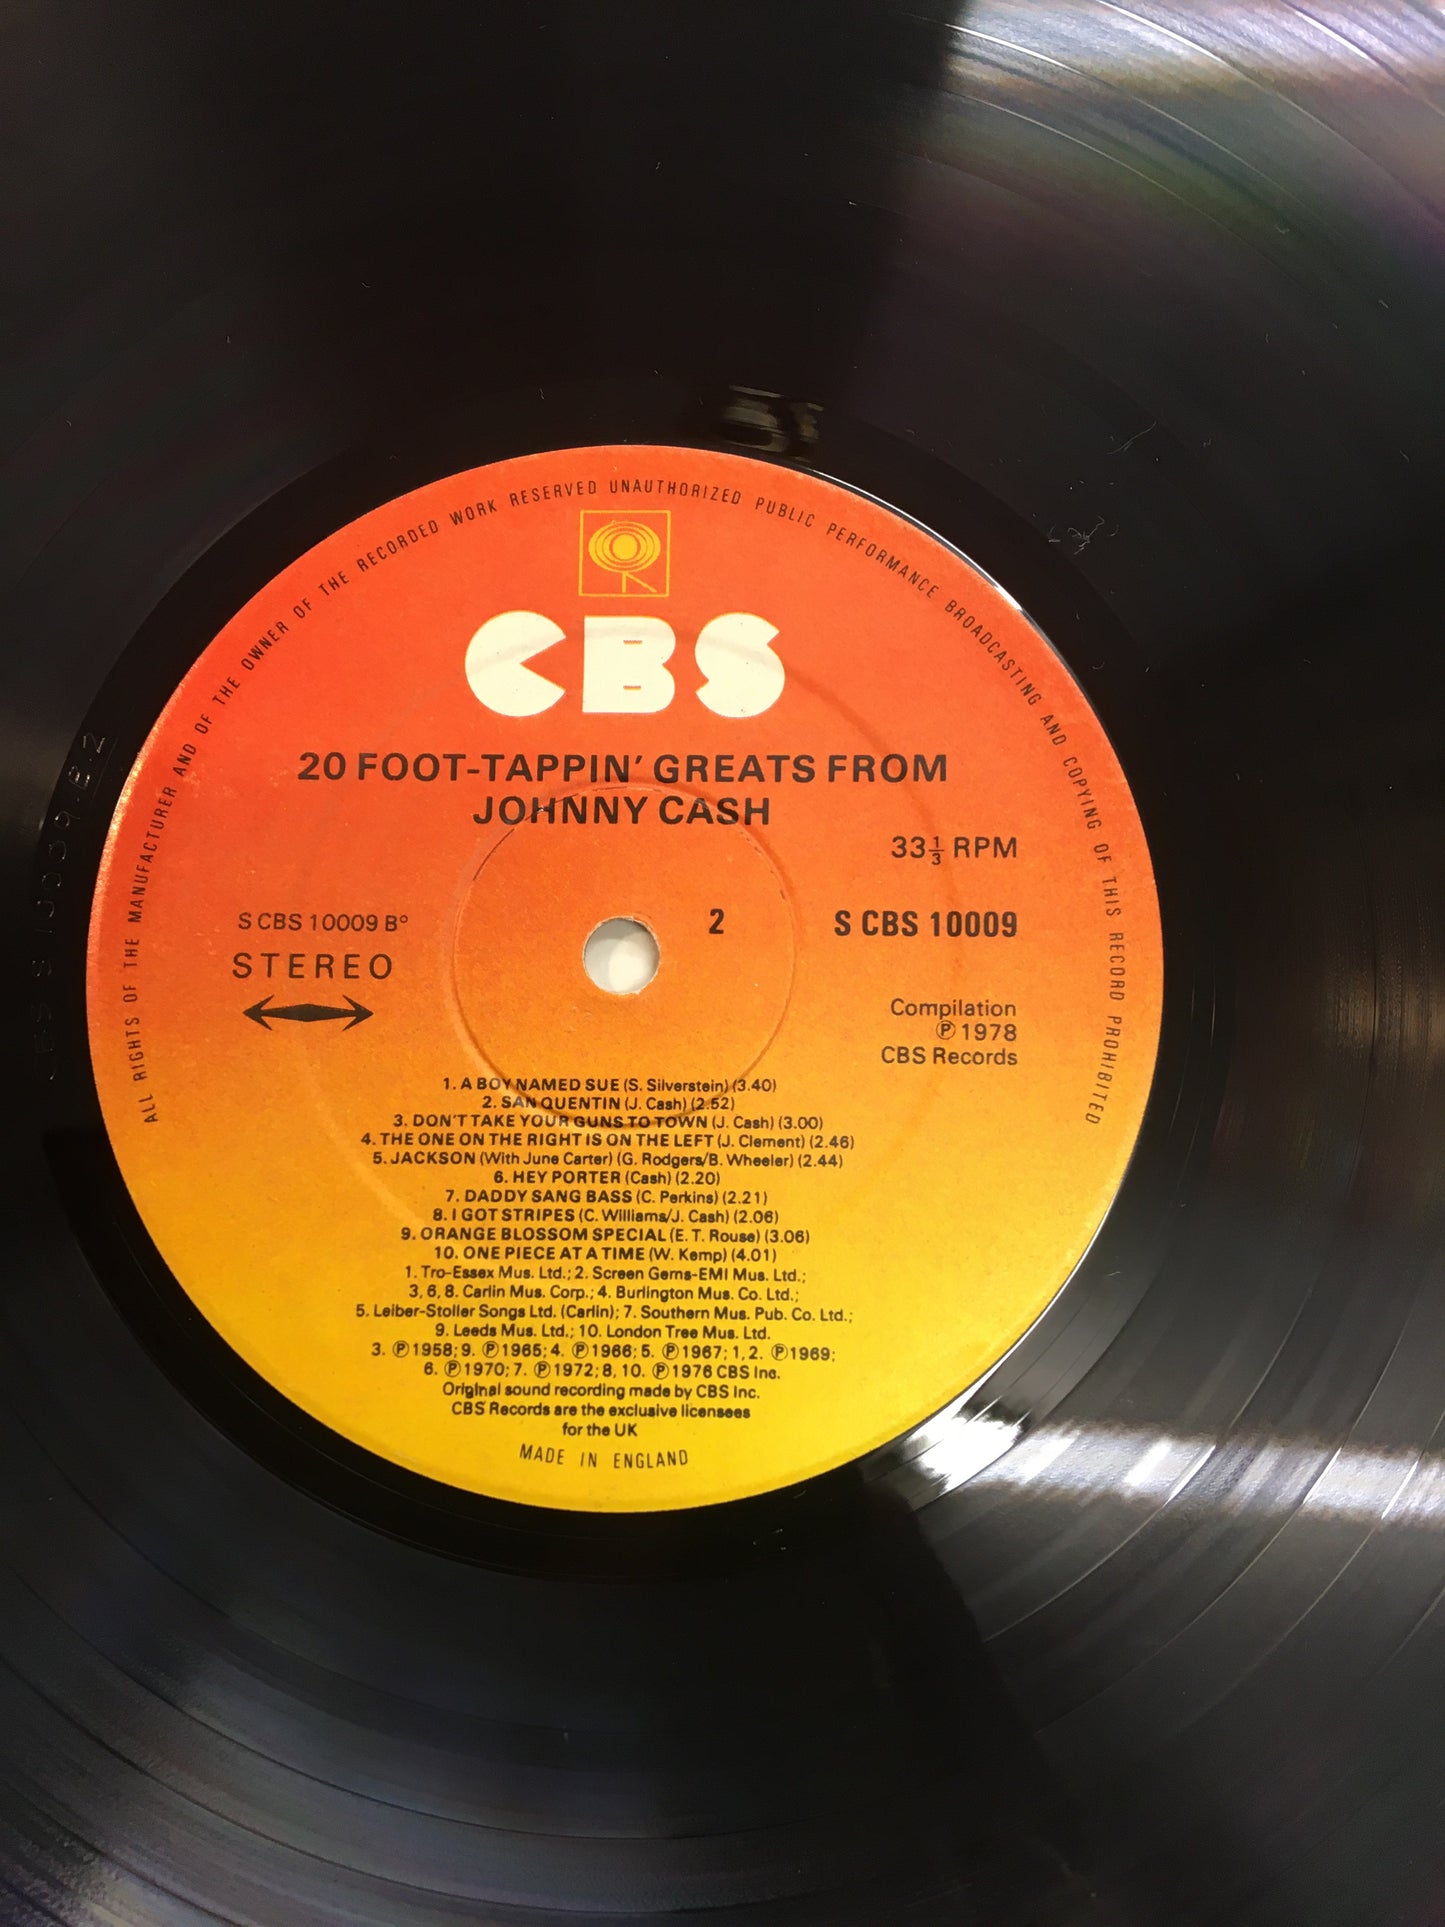 ALL RIGHTS OF THE MANUFACTURER AND OF THE OWNER OF THE RECORDED WORK RESERVED UNAUTHORIZED PUBLIC PERFORMANCE BROADCASTING AND COPYING OF THIS RECORD PROHIBITED
CBS
20 FOOT-TAPPIN' GREATS FROM
JOHNNY CASH
33⅓ RPM
S CBS 10009 B°
2
S CBS 10009
STEREO
Compilation
℗ 1978
CBS Records
1. A BOY NAMED SUE (S. Silverstein) (3.40)
2. SAN QUENTIN (J. Cash) (2.52)
3. DON'T TAKE YOUR GUNS TO TOWN (J. Cash) (3.00)
4. THE ONE ON THE RIGHT IS ON THE LEFT (J. Clement) (2.46)
5. JACKSON (With June Carter) (G. Rodgers/B. Wheeler) (2.44)
6. HEY PORTER (Cash) (2.20)
7. DADDY SANG BASS (C. Perkins) (2.21)
8. I GOT STRIPES (C. Williams/J. Cash) (2.06)
9. ORANGE BLOSSOM SPECIAL (E. T. Rouse) (3.06)
10. ONE PIECE AT A TIME (W. Kemp) (4.01)
1. Tro-Essex Mus. Ltd.; 2. Screen Gems-EMI Mus. Ltd.;
3, 6, 8. Carlin Mus. Corp.; 4. Burlington Mus. Co. Ltd.;
5. Leiber-Stoller Songs Ltd. (Carlin); 7. Southern Mus. Pub. Co. Ltd.;
9. Leeds Mus. Ltd.; 10. London Tree Mus. Ltd.
3. ℗ 1958; 9. ℗ 1965; 4. ℗ 1966; 5. ℗ 1967; 1, 2. ℗ 1969;
6. ℗ 1970; 7. ℗ 1972; 8, 10. ℗ 1976 CBS Inc.
Original sound recording made by CBS Inc.
CBS Records are the exclusive licensees
for the UK
MADE IN ENGLAND